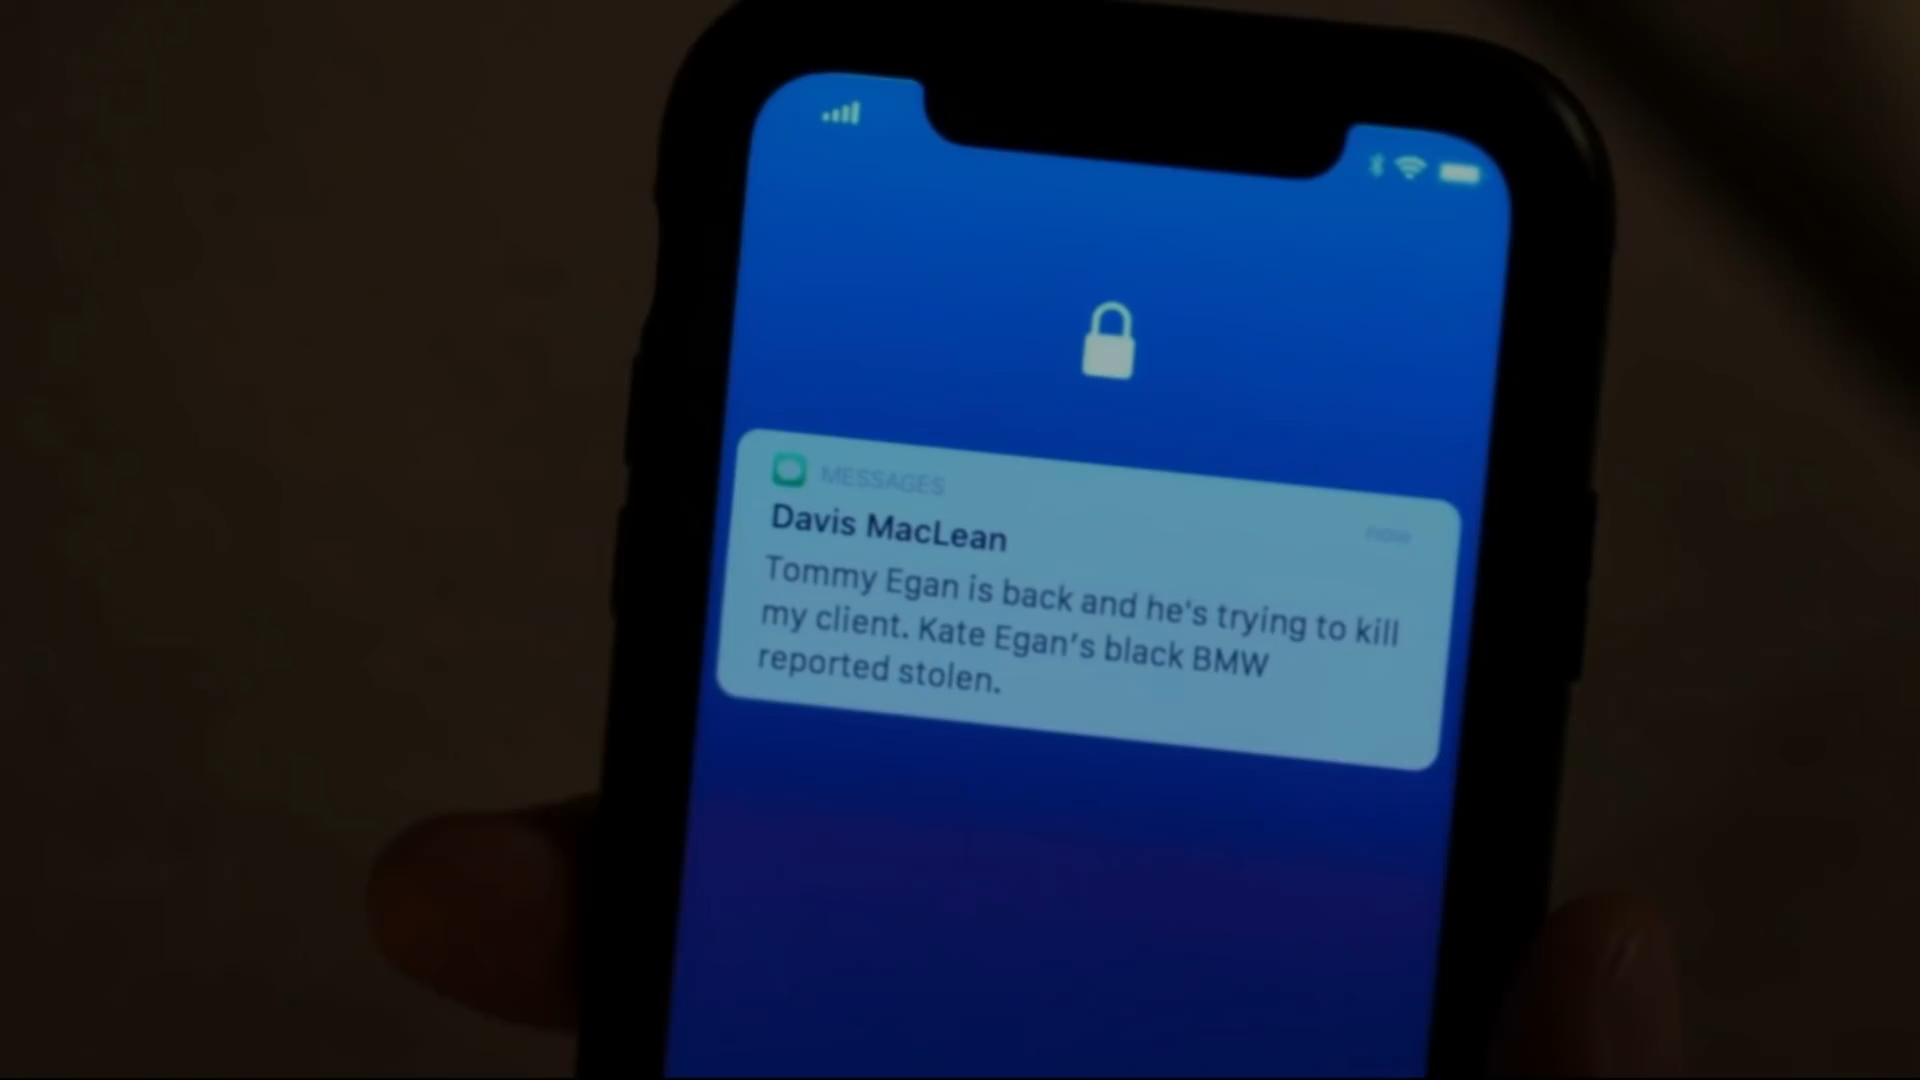 MESSAGES
now
Davis MacLean
Tommy Egan is back and he's trying to kill
my client. Kate Egan's black BMW
reported stolen.